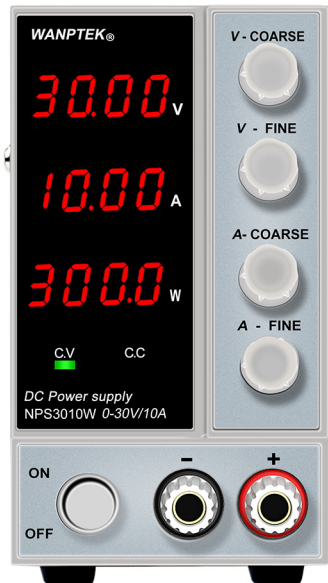 WANPTEK®
30.00 V
10.00 A
300.0 W
C.V C.C
DC Power supply
NPS3010W 0-30V/10A
V - COARSE
V - FINE
A- COARSE
A - FINE
ON
OFF
- +